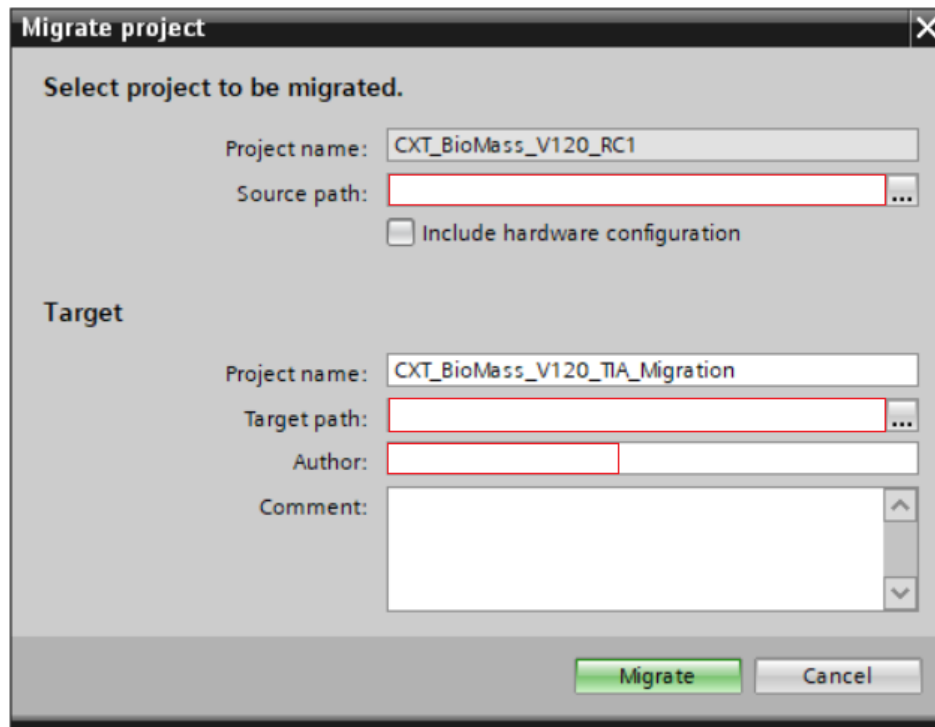 Migrate project
Select project to be migrated.
Project name: CXT_BioMass_V120_RC1
Source path: ...
Include hardware configuration
Target
Project name: CXT_BioMass_V120_TIA_Migration
Target path: ...
Author:
Comment:
Migrate Cancel